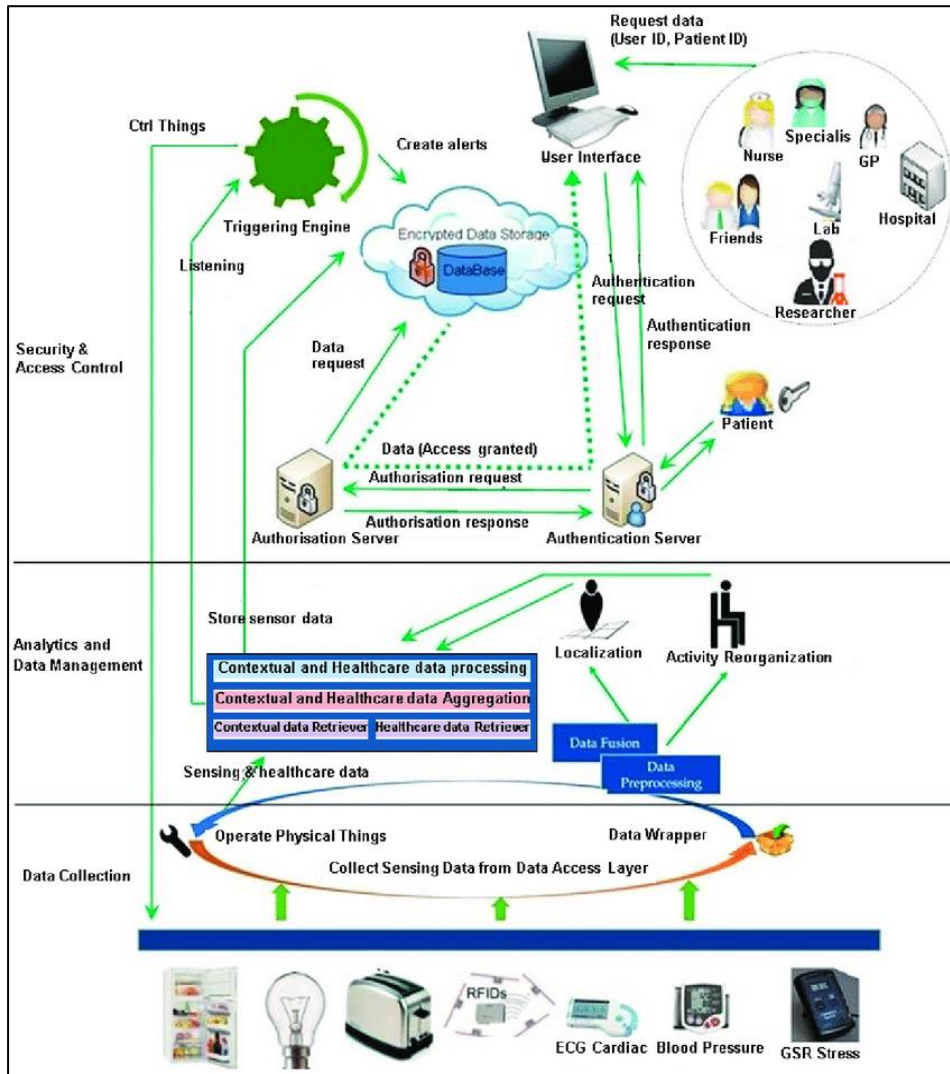 Request data
(User ID, Patient ID)
Ctrl Things
Create alerts
User Interface
Nurse
Specialis
GP
Hospital
Friends
Lab
Researcher
Triggering Engine
Listening
Encrypted Data Storage
DataBase
Authentication
request
Authentication
response
Security &
Access Control
Data
request
Patient
Data (Access granted)
Authorisation request
Authorisation response
Authorisation Server
Authentication Server
Analytics and
Data Management
Store sensor data
Localization
Activity Reorganization
Contextual and Healthcare data processing
Contextual and Healthcare data Aggregation
Contextual data Retriever
Healthcare data Retriever
Data Fusion
Data
Preprocessing
Sensing & healthcare data
Operate Physical Things
Data Wrapper
Collect Sensing Data from Data Access Layer
Data Collection
RFIDs
ECG Cardiac
Blood Pressure
GSR Stress